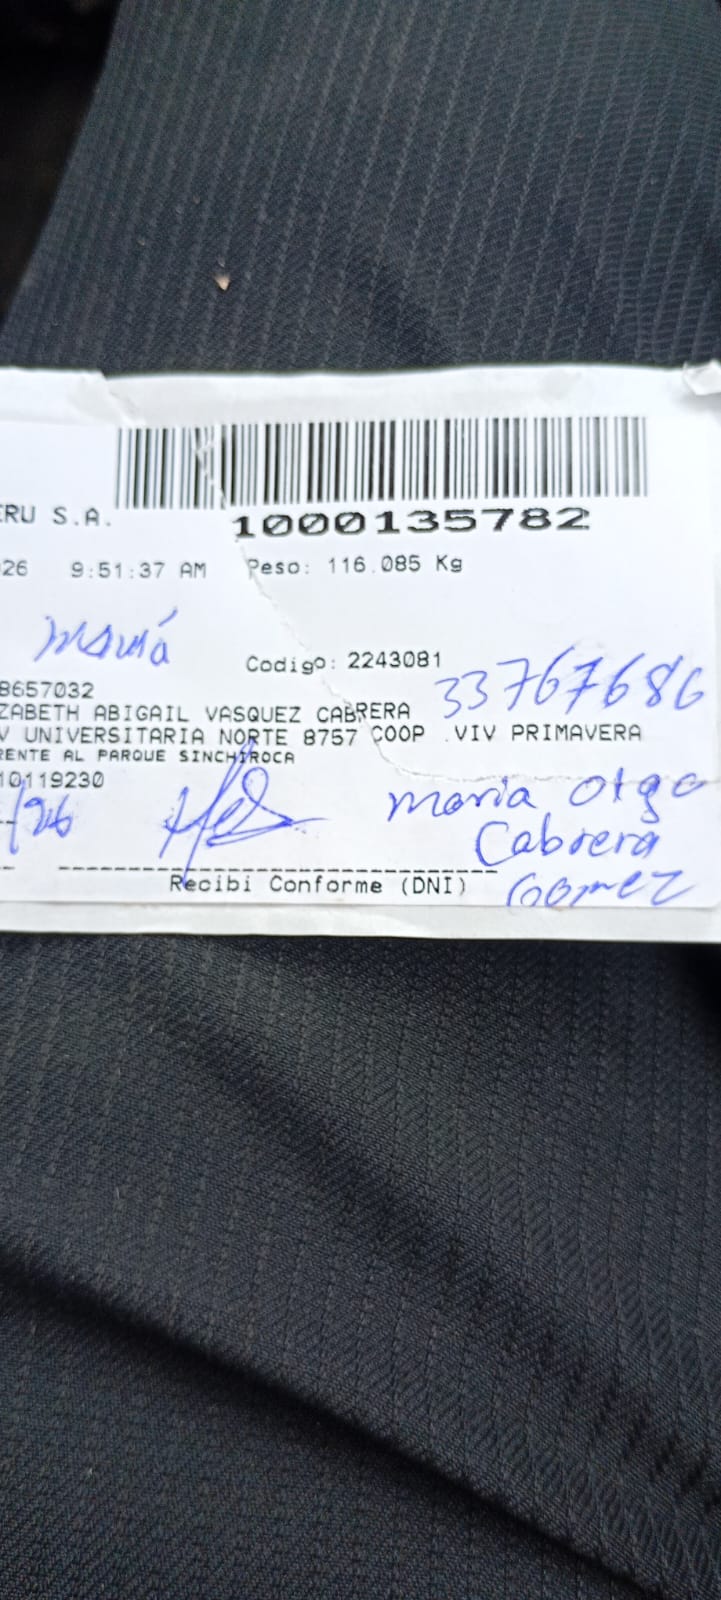 ERU S.A.
1000135782
026 9:51:37 AM Peso: 116.085 Kg
María
Codigo: 2243081
33767686
8657032
ZABETH ABIGAIL VASQUEZ CABRERA
V UNIVERSITARIA NORTE 8757 COOP .VIV PRIMAVERA
RENTE AL PARQUE SINCHIROCA
10119230
/26
maria Olga
Cabrera
Gomez
Recibi Conforme (DNI)